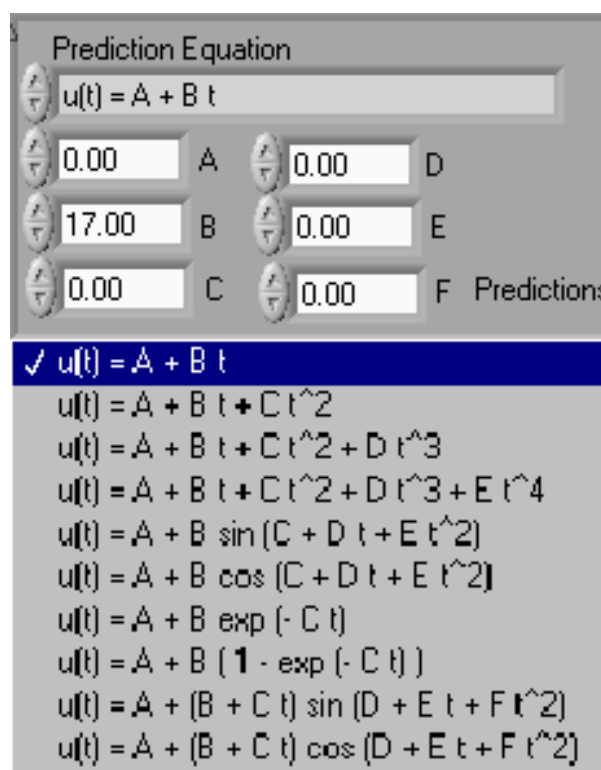 Prediction Equation
u(t) = A + B t
0.00 A 0.00 D
17.00 B 0.00 E
0.00 C 0.00 F Predictions
✓ u(t) = A + B t
u(t) = A + B t + C t^2
u(t) = A + B t + C t^2 + D t^3
u(t) = A + B t + C t^2 + D t^3 + E t^4
u(t) = A + B sin (C + D t + E t^2)
u(t) = A + B cos (C + D t + E t^2)
u(t) = A + B exp (- C t)
u(t) = A + B ( 1 - exp (- C t) )
u(t) = A + (B + C t) sin (D + E t + F t^2)
u(t) = A + (B + C t) cos (D + E t + F t^2)